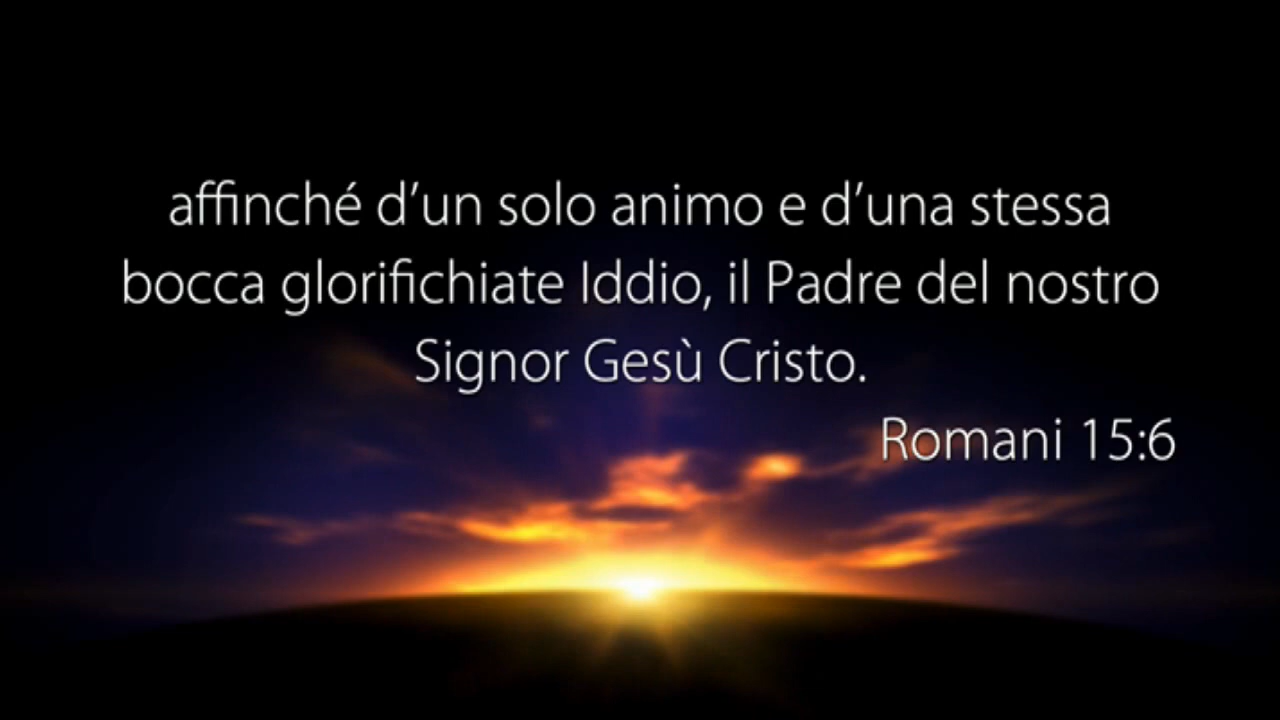 affinché d’un solo animo e d’una stessa
bocca glorifichiate Iddio, il Padre del nostro
Signor Gesù Cristo.
Romani 15:6